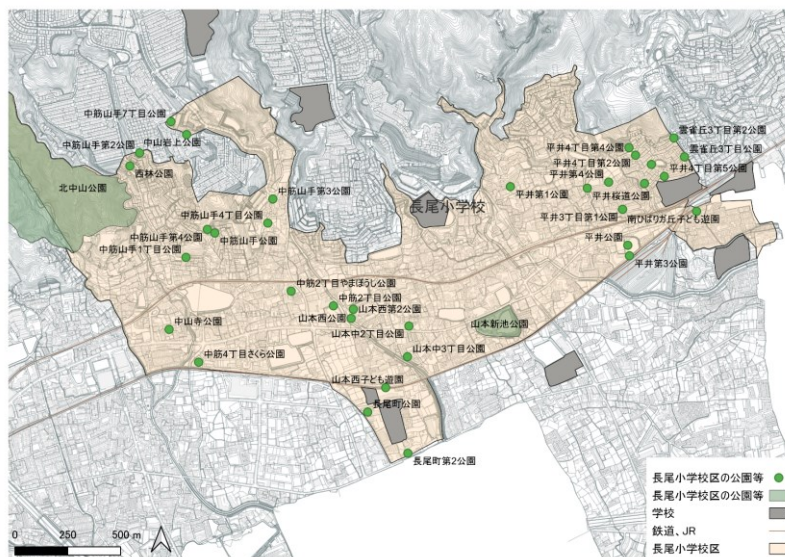 中筋山手7丁目公園
中筋山手第2公園
中山岩上公園
西林公園
北中山公園
中筋山手第3公園
中筋山手4丁目公園
中筋山手第4公園
中筋山手公園
中筋山手1丁目公園
長尾小学校
雲雀丘3丁目第2公園
平井4丁目第4公園
雲雀丘3丁目公園
平井4丁目第2公園
平井4丁目第5公園
平井第4公園
平井第1公園
平井桜道公園
平井3丁目第1公園
南ひばりガ丘子ども遊園
平井公園
平井第3公園
中筋2丁目やまぼうし公園
中筋2丁目公園
山本西第2公園
山本西公園
山本中2丁目公園
山本新池公園
中山寺公園
中筋4丁目さくら公園
山本中3丁目公園
山本西子ども遊園
長尾町公園
長尾町第2公園
長尾小学校区の公園等
長尾小学校区の公園等
学校
鉄道、JR
長尾小学校区
0 250 500 m